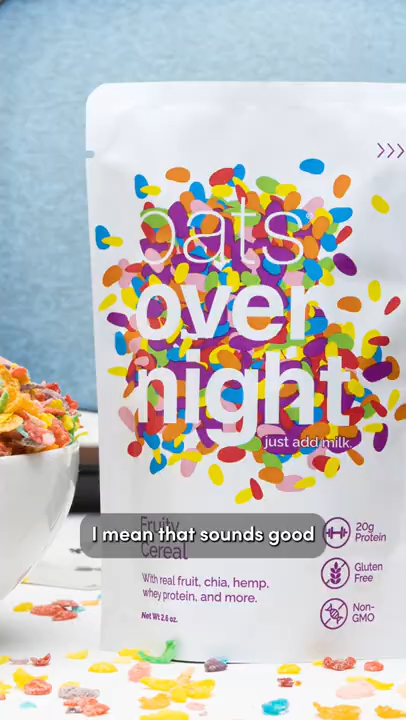 >>>
oats
over
night
just add milk
Fruity
Cereal
I mean that sounds good
With real fruit, chia, hemp,
whey protein, and more.
Net Wt 2.6 oz.
20g
Protein
Gluten
Free
Non-
GMO